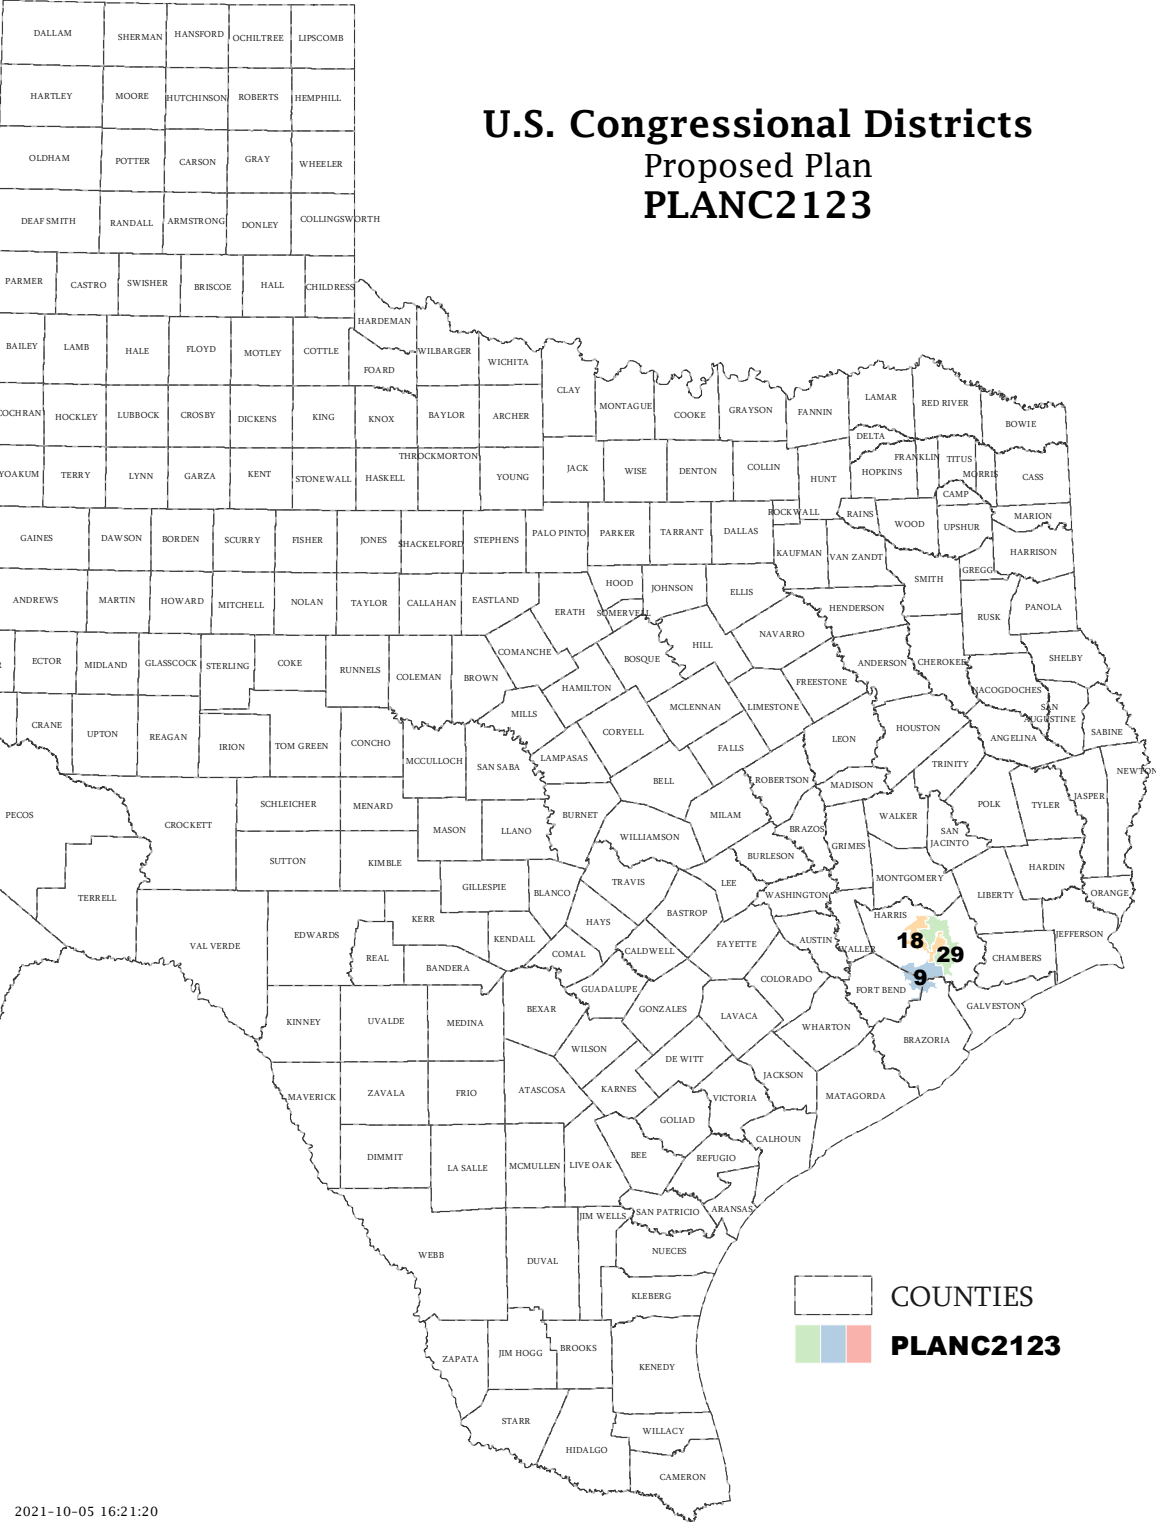 U.S. Congressional Districts
Proposed Plan
PLANC2123
DALLAM
SHERMAN
HANSFORD
OCHILTREE
LIPSCOMB
HARTLEY
MOORE
HUTCHINSON
ROBERTS
HEMPHILL
OLDHAM
POTTER
CARSON
GRAY
WHEELER
DEAF SMITH
RANDALL
ARMSTRONG
DONLEY
COLLINGSWORTH
PARMER
CASTRO
SWISHER
BRISCOE
HALL
CHILDRESS
HARDEMAN
BAILEY
LAMB
HALE
FLOYD
MOTLEY
COTTLE
FOARD
WILBARGER
WICHITA
CLAY
MONTAGUE
COOKE
GRAYSON
FANNIN
LAMAR
RED RIVER
BOWIE
COCHRAN
HOCKLEY
LUBBOCK
CROSBY
DICKENS
KING
KNOX
BAYLOR
ARCHER
DELTA
HOPKINS
FRANKLIN
TITUS
MORRIS
CASS
CAMP
YOAKUM
TERRY
LYNN
GARZA
KENT
STONEWALL
HASKELL
THROCKMORTON
YOUNG
JACK
WISE
DENTON
COLLIN
HUNT
ROCKWALL
RAINS
WOOD
UPSHUR
MARION
HARRISON
GAINES
DAWSON
BORDEN
SCURRY
FISHER
JONES
SHACKELFORD
STEPHENS
PALO PINTO
PARKER
TARRANT
DALLAS
KAUFMAN
VAN ZANDT
SMITH
GREGG
ANDREWS
MARTIN
HOWARD
MITCHELL
NOLAN
TAYLOR
CALLAHAN
EASTLAND
ERATH
HOOD
SOMERVELL
JOHNSON
ELLIS
HENDERSON
RUSK
PANOLA
NAVARRO
HILL
BOSQUE
COMANCHE
ECTOR
MIDLAND
GLASSCOCK
STERLING
COKE
RUNNELS
COLEMAN
BROWN
HAMILTON
FREESTONE
ANDERSON
CHEROKEE
NACOGDOCHES
SHELBY
SAN
AUGUSTINE
SABINE
CRANE
UPTON
REAGAN
IRION
TOM GREEN
CONCHO
MCCULLOCH
SAN SABA
MILLS
LAMPASAS
CORYELL
MCLENNAN
LIMESTONE
FALLS
LEON
HOUSTON
ANGELINA
TRINITY
NEWTON
PECOS
CROCKETT
SCHLEICHER
MENARD
MASON
LLANO
BURNET
BELL
MILAM
ROBERTSON
MADISON
WALKER
SAN
JACINTO
POLK
TYLER
JASPER
TERRELL
SUTTON
KIMBLE
GILLESPIE
BLANCO
WILLIAMSON
TRAVIS
LEE
BURLESON
BRAZOS
GRIMES
WASHINGTON
MONTGOMERY
LIBERTY
HARDIN
ORANGE
JEFFERSON
VAL VERDE
EDWARDS
REAL
KERR
BANDERA
KENDALL
COMAL
HAYS
CALDWELL
BASTROP
FAYETTE
AUSTIN
WALLER
HARRIS
18
29
9
CHAMBERS
FORT BEND
GALVESTON
BRAZORIA
COLORADO
KINNEY
UVALDE
MEDINA
BEXAR
GUADALUPE
GONZALES
LAVACA
WHARTON
WILSON
DE WITT
JACKSON
MATAGORDA
MAVERICK
ZAVALA
FRIO
ATASCOSA
KARNES
VICTORIA
GOLIAD
CALHOUN
DIMMIT
LA SALLE
MCMULLEN
LIVE OAK
BEE
REFUGIO
ARANSAS
SAN PATRICIO
JIM WELLS
NUECES
WEBB
DUVAL
KLEBERG
ZAPATA
JIM HOGG
BROOKS
KENEDY
STARR
HIDALGO
WILLACY
CAMERON
COUNTIES
PLANC2123
2021-10-05 16:21:20